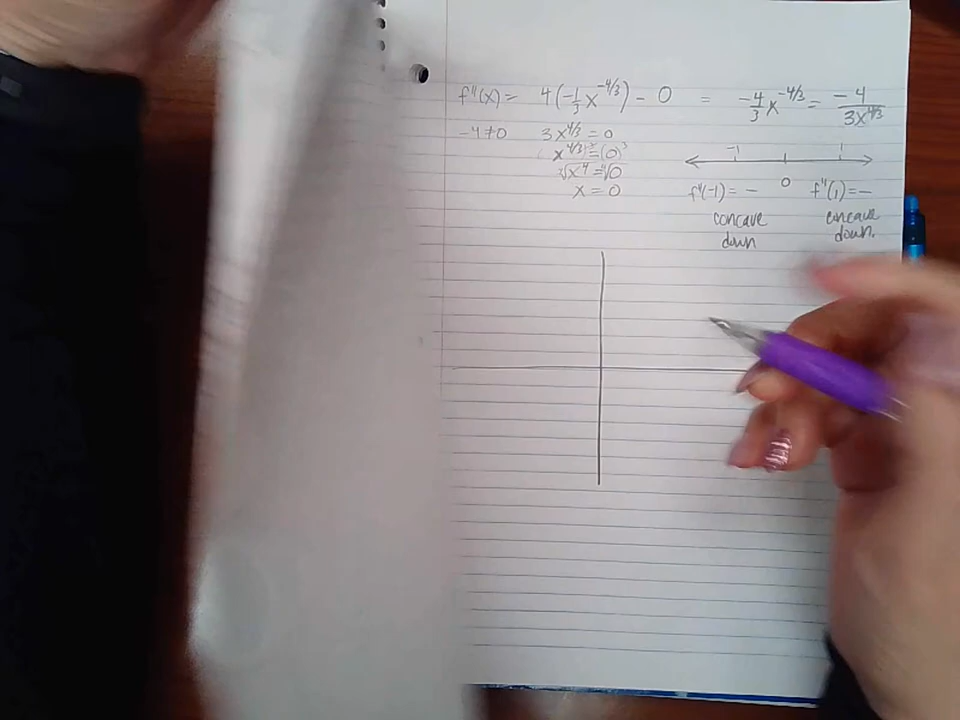 f''(x) = 4(-1/3 x^-4/3) - 0 = -4/3 x^-4/3 = -4/3x^4/3
-4≠0 3x^4/3 = 0
(x^4/3)^3 = (0)^3
∜x^4 = ∜0
x = 0
-1 0 1
f''(-1) = - f''(1) = -
concave concave
down down.